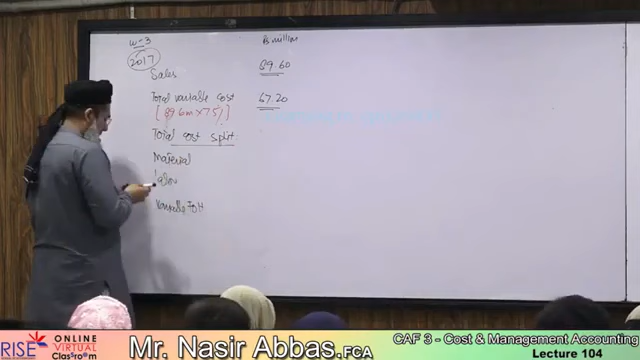 W-3
Rs million
2017
Sales 89.60
Total variable cost 67.20
[89.6m x 75%]
Total cost split
Material
Labour
Variable FOH
RISE ONLINE VIRTUAL Classroom
Mr. Nasir Abbas.FCA
CAF 3 - Cost & Management Accounting
Lecture 104